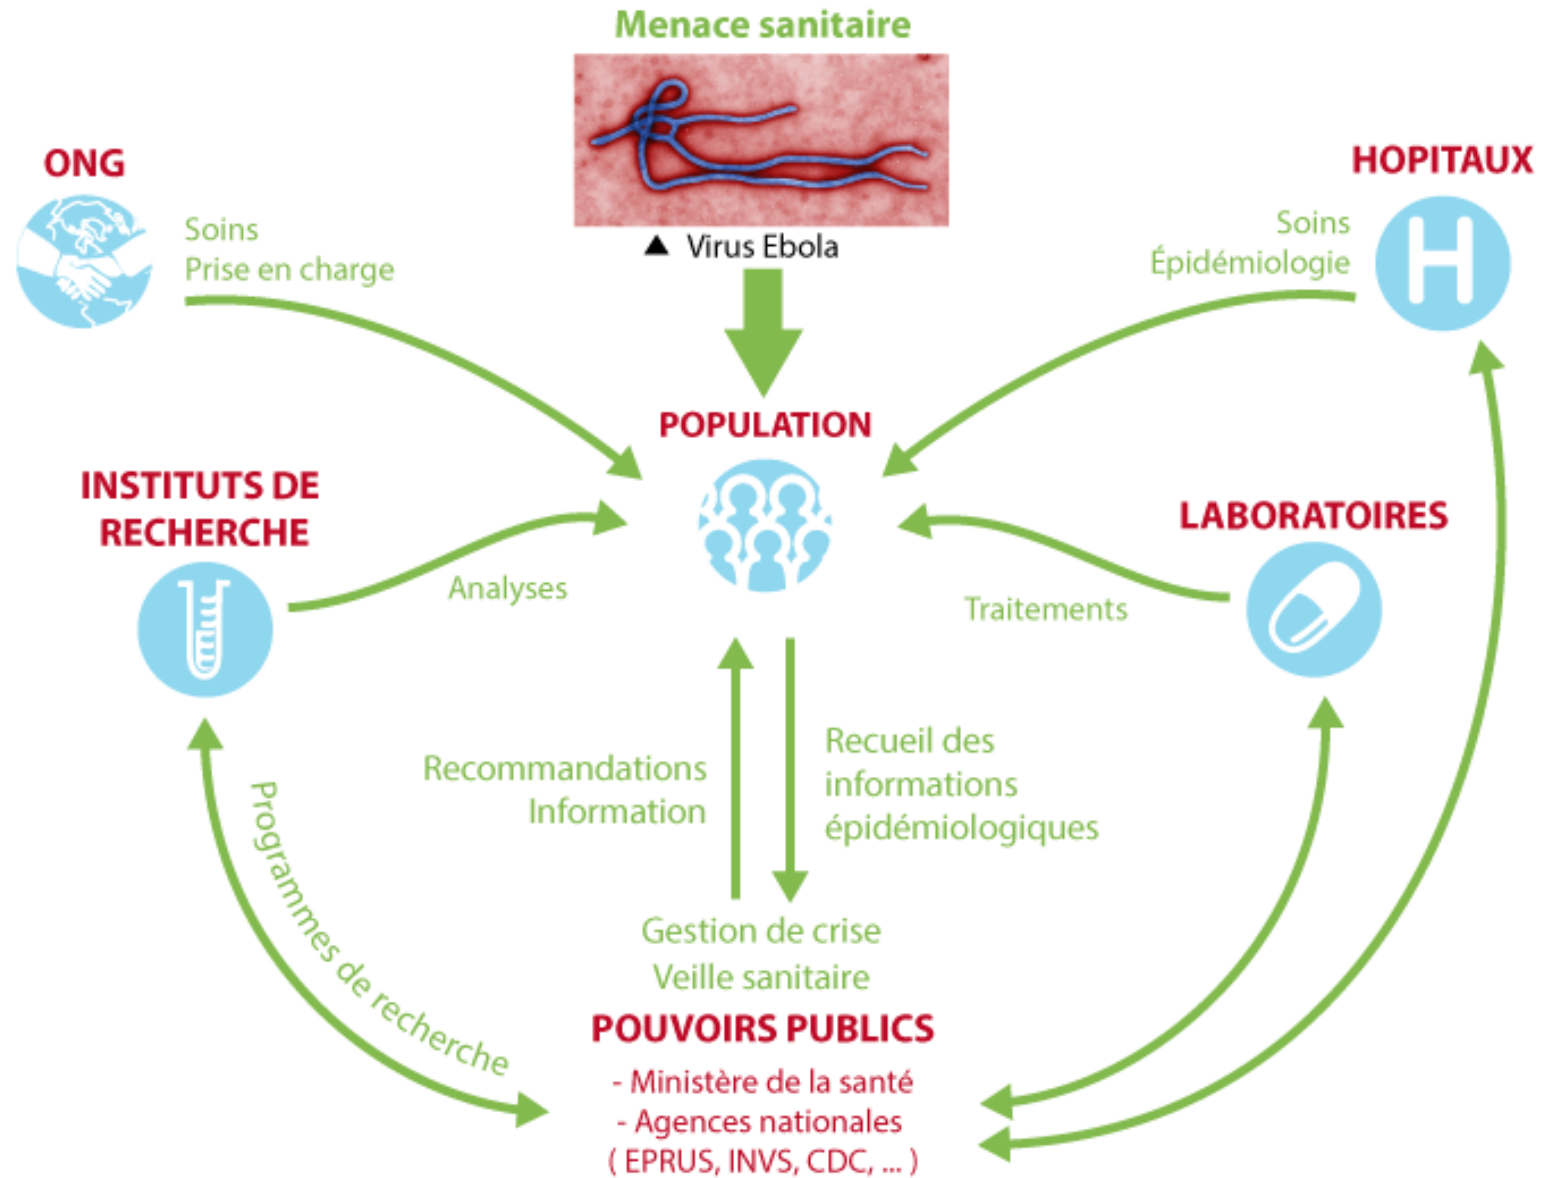 Menace sanitaire
▲ Virus Ebola
ONG
Soins
Prise en charge
HOPITAUX
Soins
Épidémiologie
POPULATION
INSTITUTS DE
RECHERCHE
Analyses
LABORATOIRES
Traitements
Recommandations
Information
Recueil des
informations
épidémiologiques
Programmes de recherche
Gestion de crise
Veille sanitaire
POUVOIRS PUBLICS
- Ministère de la santé
- Agences nationales
( EPRUS, INVS, CDC, ... )